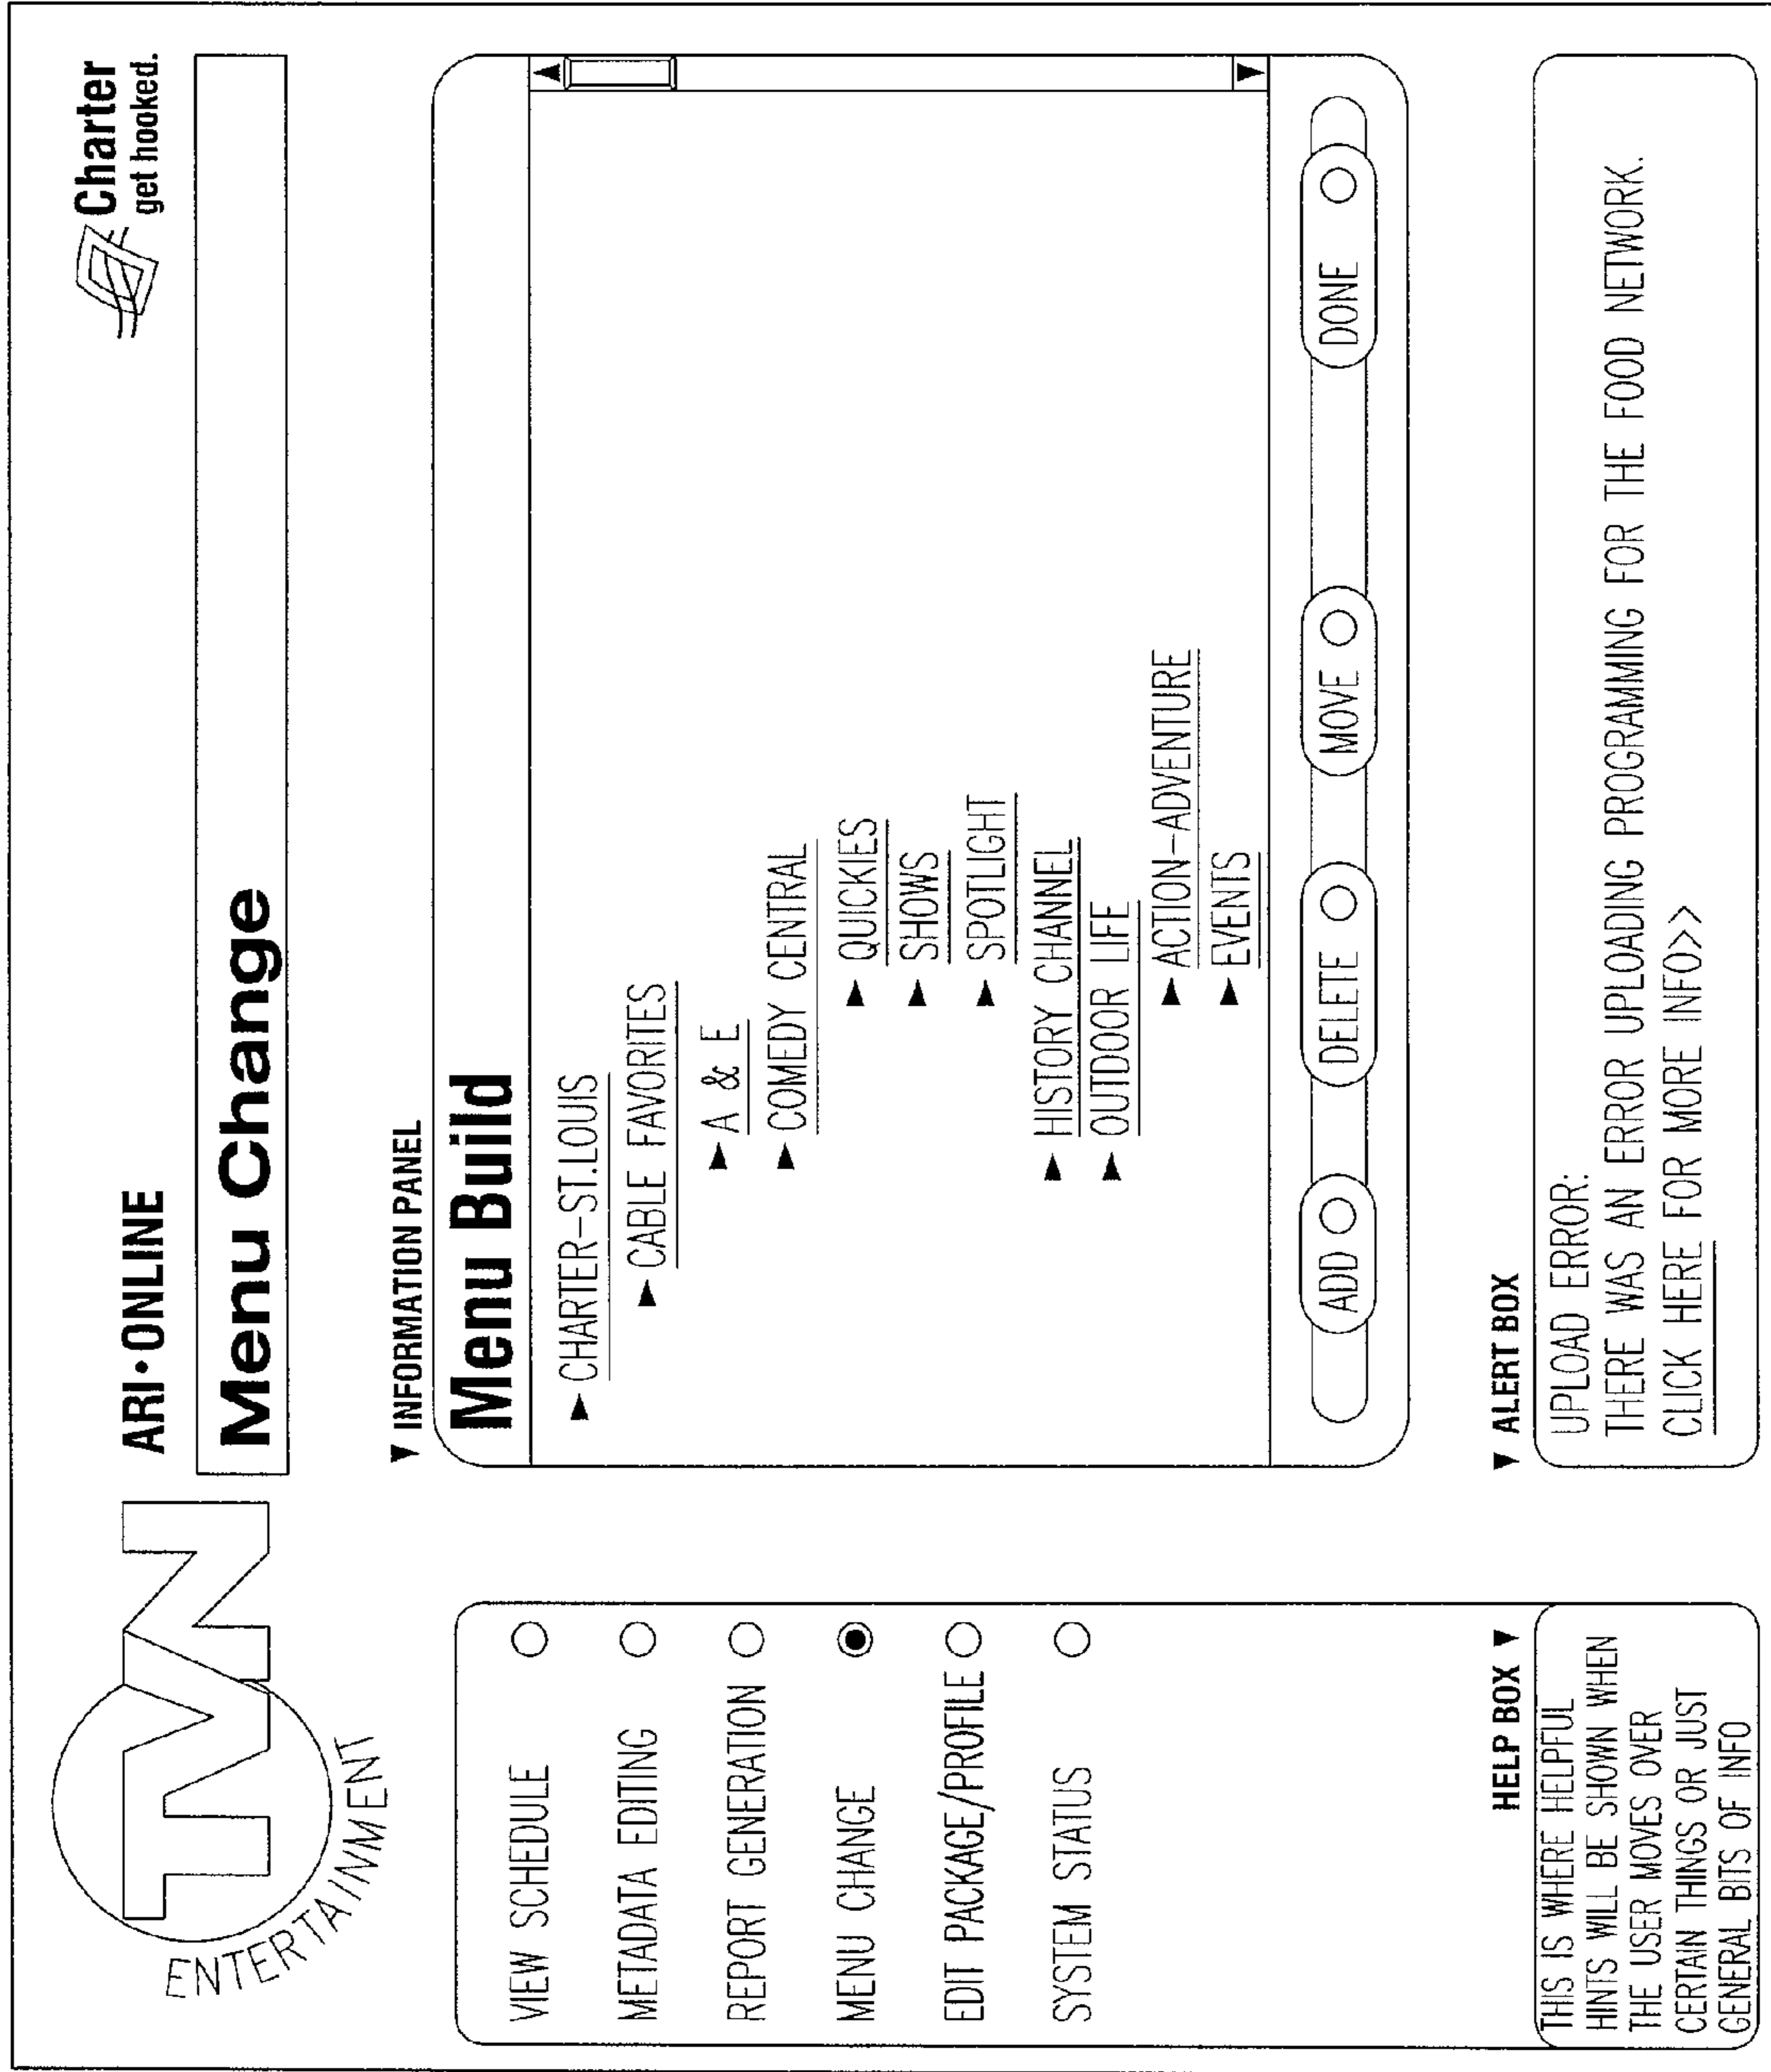 TVN
ENTERTAINMENT
ARI•ONLINE
Charter
get hooked.
Menu Change
VIEW SCHEDULE
METADATA EDITING
REPORT GENERATION
MENU CHANGE
EDIT PACKAGE/PROFILE
SYSTEM STATUS
▼ INFORMATION PANEL
Menu Build
► CHARTER-ST.LOUIS
► CABLE FAVORITES
► A & E
► COMEDY CENTRAL
► QUICKIES
► SHOWS
► SPOTLIGHT
► HISTORY CHANNEL
► OUTDOOR LIFE
► ACTION-ADVENTURE
► EVENTS
ADD DELETE MOVE DONE
HELP BOX ▼
THIS IS WHERE HELPFUL
HINTS WILL BE SHOWN WHEN
THE USER MOVES OVER
CERTAIN THINGS OR JUST
GENERAL BITS OF INFO
▼ ALERT BOX
UPLOAD ERROR:
THERE WAS AN ERROR UPLOADING PROGRAMMING FOR THE FOOD NETWORK.
CLICK HERE FOR MORE INFO>>